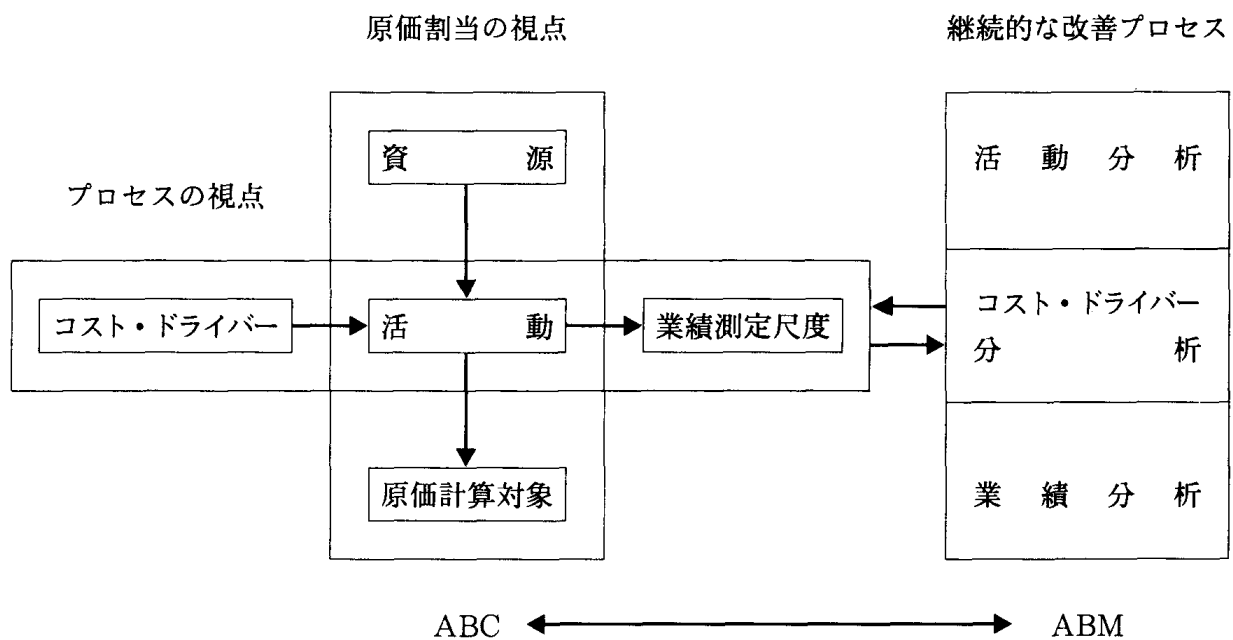 原価割当の視点
継続的な改善プロセス
資源
活動分析
プロセスの視点
コスト・ドライバー
活動
業績測定尺度
コスト・ドライバー
分析
原価計算対象
業績分析
ABC
ABM